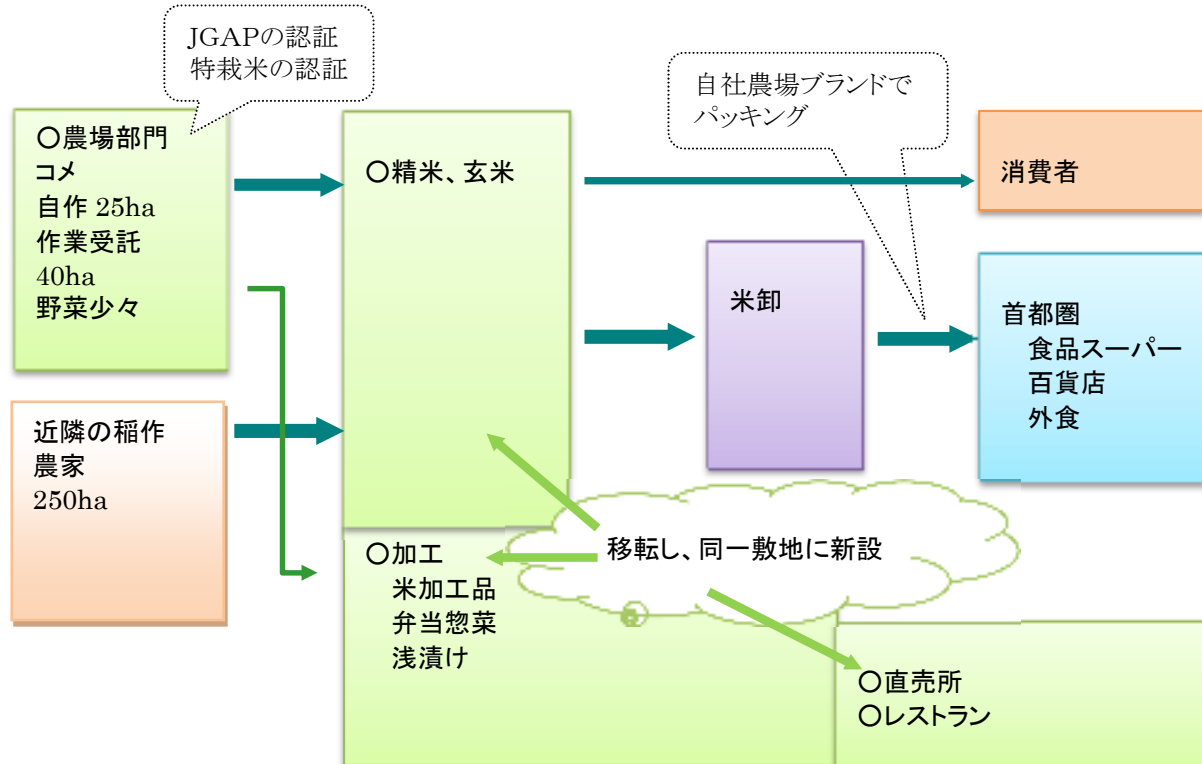 JGAPの認証
特栽米の認証
自社農場ブランドで
パッキング
〇農場部門
コメ
自作 25ha
作業受託
40ha
野菜少々
〇精米、玄米
消費者
米卸
首都圏
食品スーパー
百貨店
外食
近隣の稲作
農家
250ha
移転し、同一敷地に新設
〇加工
米加工品
弁当惣菜
浅漬け
〇直売所
〇レストラン